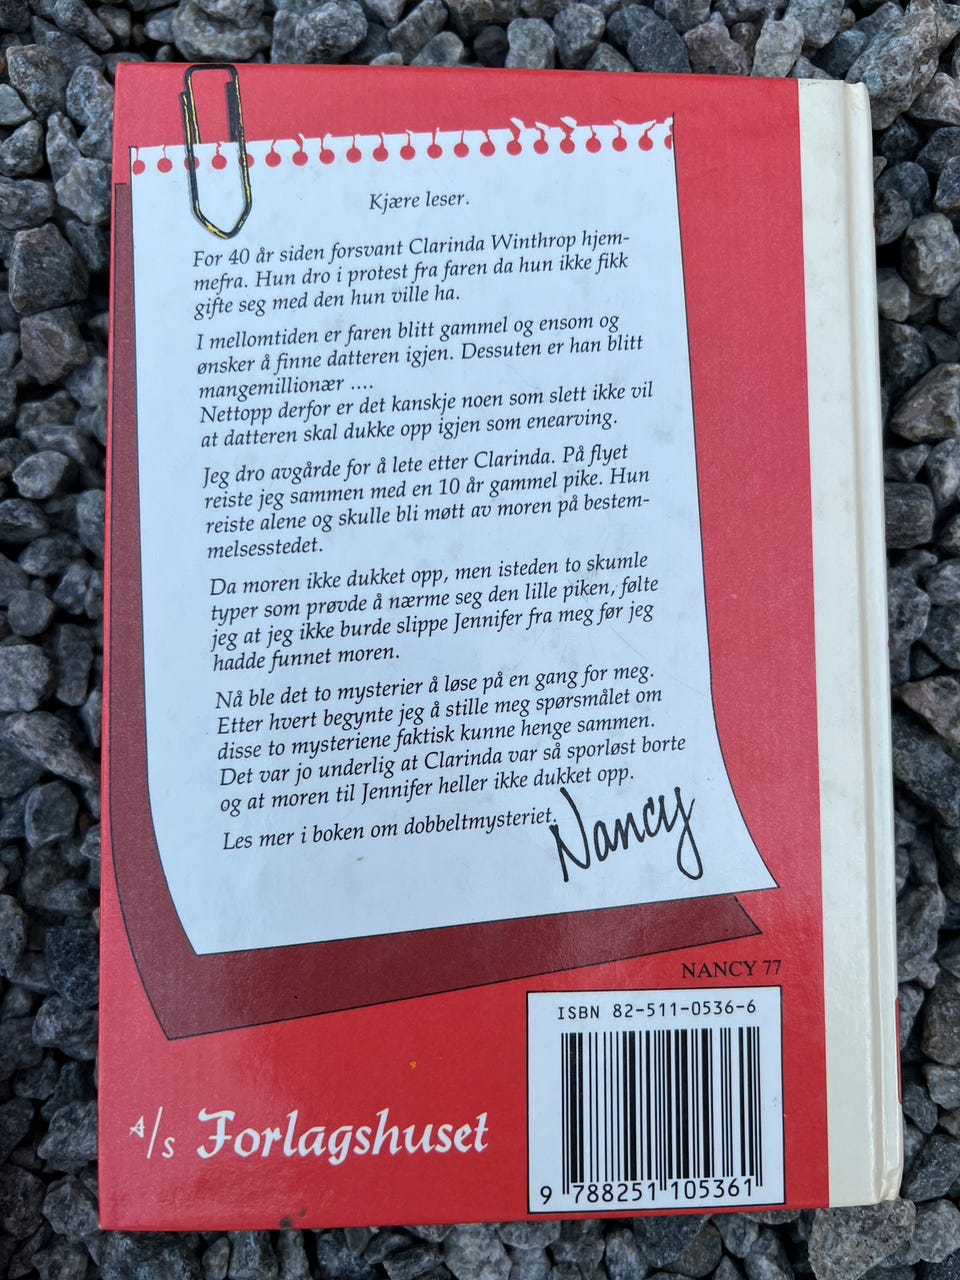 Kjære leser.
For 40 år siden forsvant Clarinda Winthrop hjem-
mefra. Hun dro i protest fra faren da hun ikke fikk
gifte seg med den hun ville ha.
I mellomtiden er faren blitt gammel og ensom og
ønsker å finne datteren igjen. Dessuten er han blitt
mangemillionær ....
Nettopp derfor er det kanskje noen som slett ikke vil
at datteren skal dukke opp igjen som enearving.
Jeg dro avgårde for å lete etter Clarinda. På flyet
reiste jeg sammen med en 10 år gammel pike. Hun
reiste alene og skulle bli møtt av moren på bestem-
melsesstedet.
Da moren ikke dukket opp, men isteden to skumle
typer som prøvde å nærme seg den lille piken, følte
jeg at jeg ikke burde slippe Jennifer fra meg før jeg
hadde funnet moren.
Nå ble det to mysterier å løse på en gang for meg.
Etter hvert begynte jeg å stille meg spørsmålet om
disse to mysteriene faktisk kunne henge sammen.
Det var jo underlig at Clarinda var så sporløst borte
og at moren til Jennifer heller ikke dukket opp.
Les mer i boken om dobbeltmysteriet.
Nancy
NANCY 77
ISBN 82-511-0536-6
9 788251 105361
A/S Forlagshuset